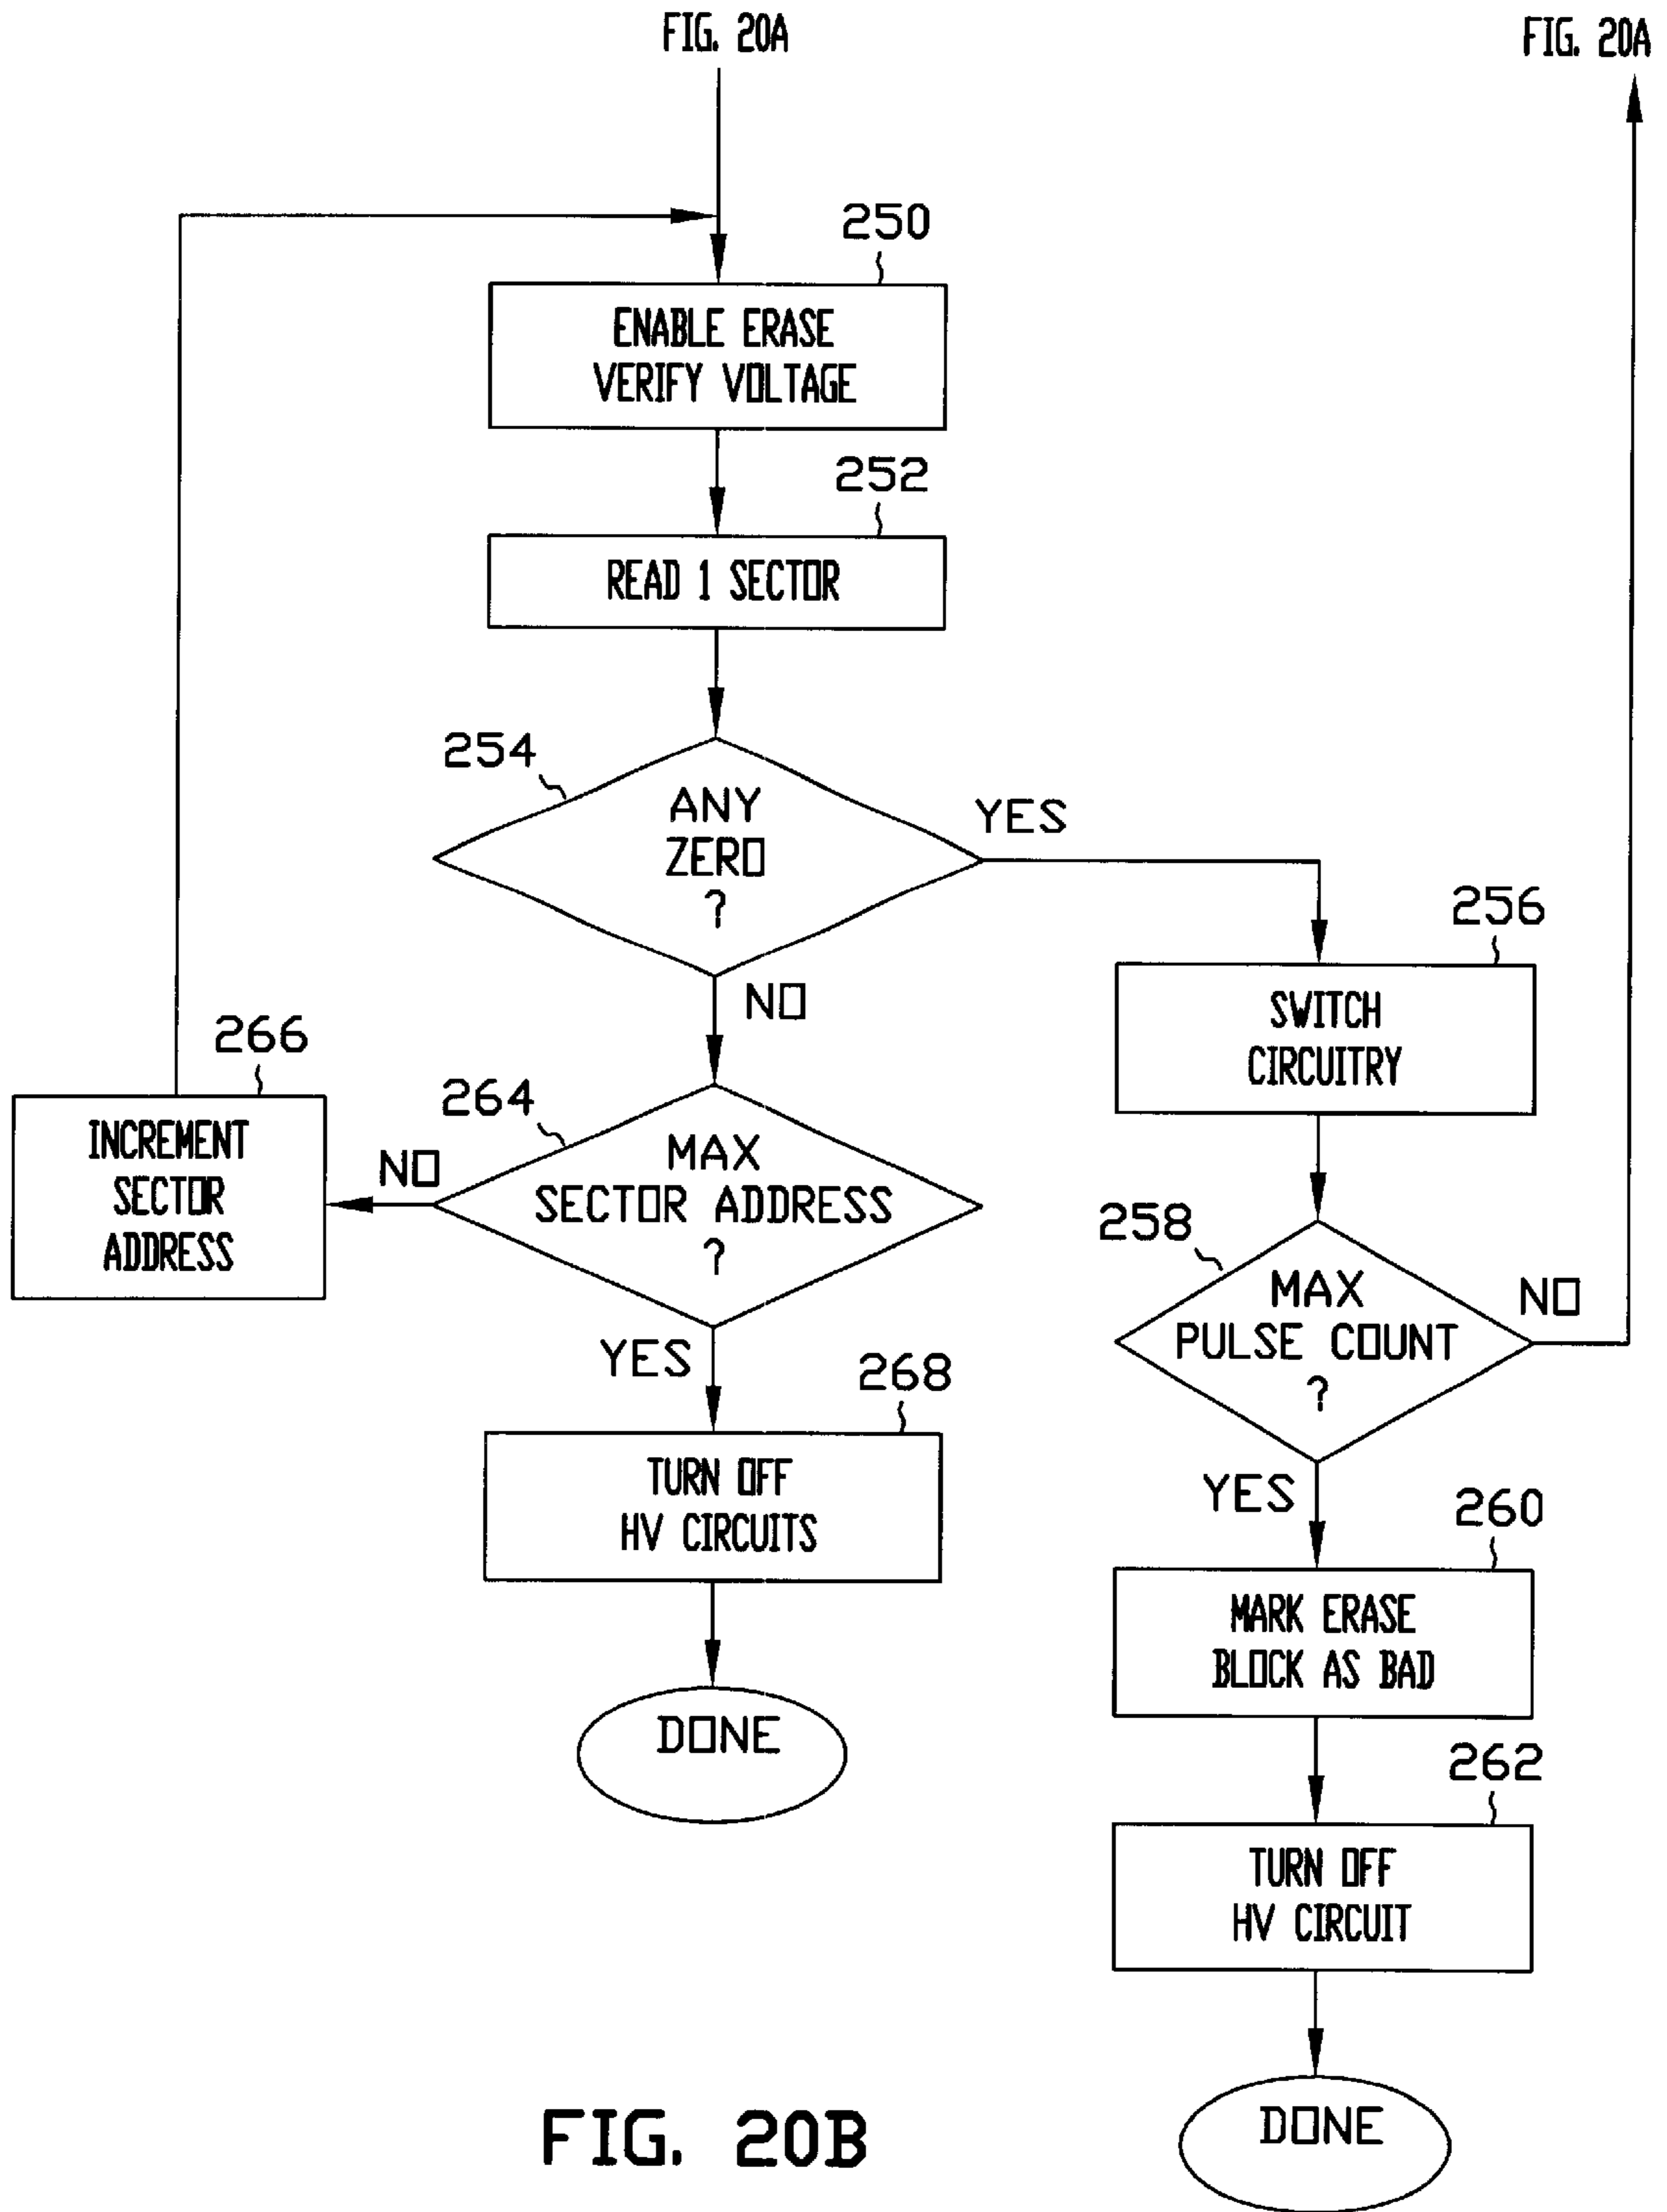 FIG. 20A
FIG. 20A
250
ENABLE ERASE
VERIFY VOLTAGE
252
READ 1 SECTOR
254
ANY
ZERO
?
YES
NO
256
SWITCH
CIRCUITRY
266
INCREMENT
SECTOR
ADDRESS
264
NO
MAX
SECTOR ADDRESS
?
YES
258
MAX
PULSE COUNT
?
NO
YES
268
TURN OFF
HV CIRCUITS
DONE
260
MARK ERASE
BLOCK AS BAD
262
TURN OFF
HV CIRCUIT
DONE
FIG. 20B